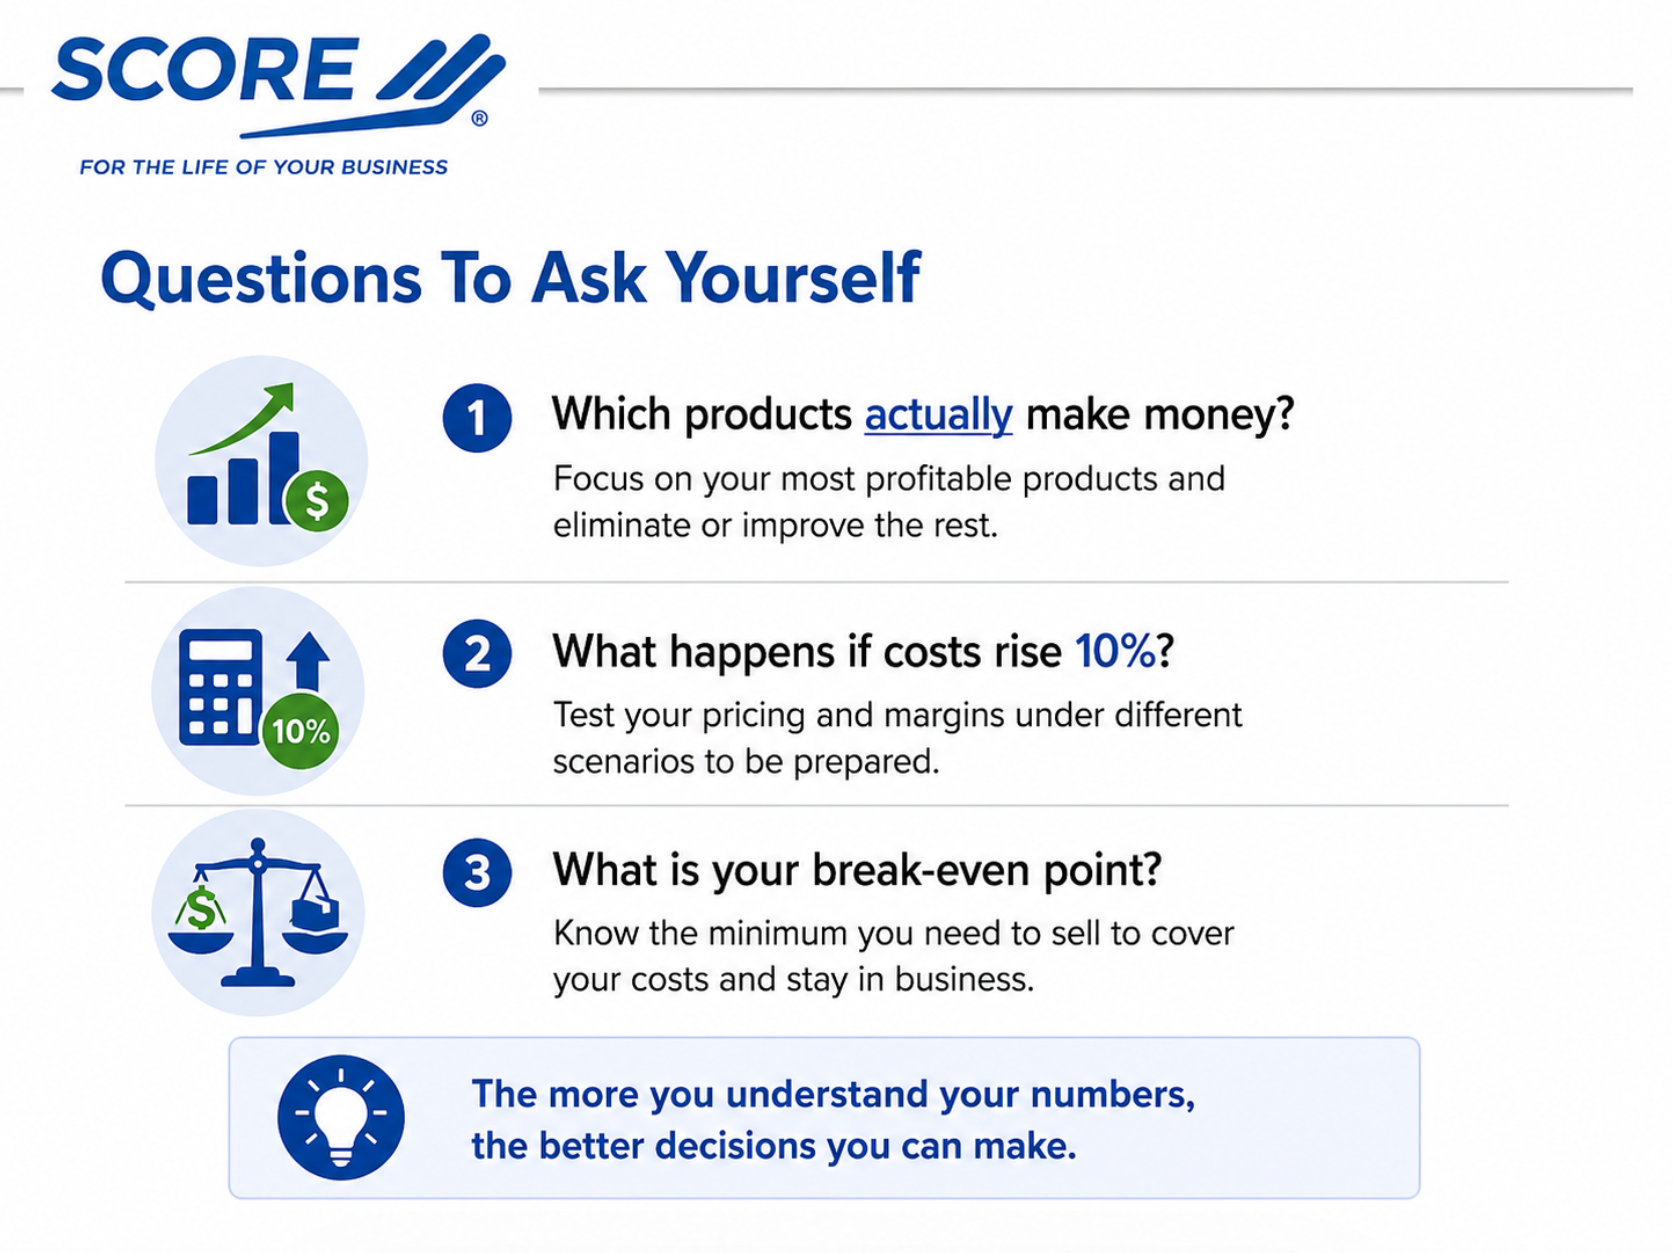 SCORE
®
FOR THE LIFE OF YOUR BUSINESS
Questions To Ask Yourself
$
1
Which products actually make money?
Focus on your most profitable products and
eliminate or improve the rest.
10%
2
What happens if costs rise 10%?
Test your pricing and margins under different
scenarios to be prepared.
$
3
What is your break-even point?
Know the minimum you need to sell to cover
your costs and stay in business.
The more you understand your numbers,
the better decisions you can make.